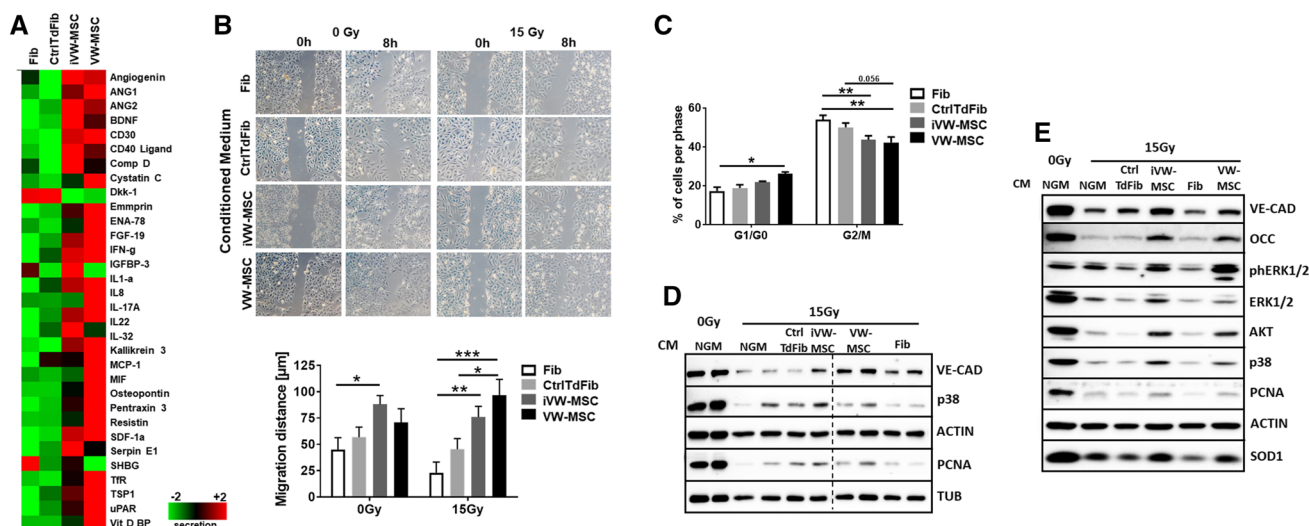 A
Fib
CtrlTdFib
iVW-MSC
VW-MSC
Angiogenin
ANG1
ANG2
BDNF
CD30
CD40 Ligand
Comp D
Cystatin C
Dkk-1
Emmprin
ENA-78
FGF-19
IFN-g
IGFBP-3
IL1-a
IL8
IL-17A
IL22
IL-32
Kallikrein 3
MCP-1
MIF
Osteopontin
Pentraxin 3
Resistin
SDF-1a
Serpin E1
SHBG
TfR
TSP1
uPAR
Vit D BP
-2 +2
secretion
B
0 Gy 15 Gy
0h 8h 0h 8h
Conditioned Medium
Fib
CtrlTdFib
iVW-MSC
VW-MSC
Migration distance [µm]
125
100
75
50
25
0
* *** ** *
0Gy 15Gy
Fib
CtrlTdFib
iVW-MSC
VW-MSC
C
% of cells per phase
60
40
20
0
*
0.056
**
**
G1/G0 G2/M
Fib
CtrlTdFib
iVW-MSC
VW-MSC
D
0Gy 15Gy
CM NGM NGM Ctrl TdFib iVW-MSC VW-MSC Fib
VE-CAD
p38
ACTIN
PCNA
TUB
E
0Gy 15Gy
CM NGM NGM Ctrl TdFib iVW-MSC Fib VW-MSC
VE-CAD
OCC
phERK1/2
ERK1/2
AKT
p38
PCNA
ACTIN
SOD1